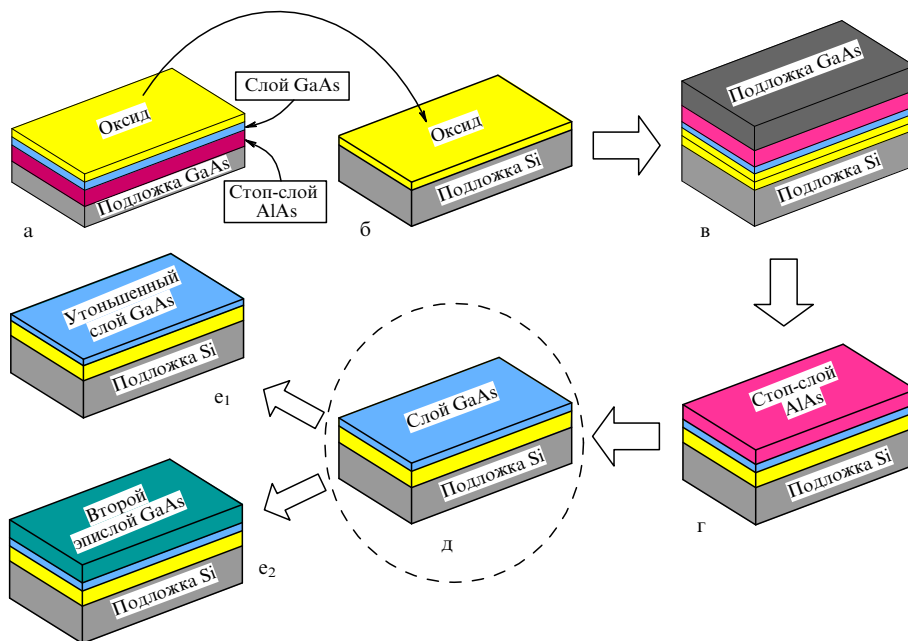 Оксид
Слой GaAs
Подложка GaAs
Стоп-слой
AlAs
а
Оксид
Подложка Si
б
Подложка GaAs
Подложка Si
в
Утоньшенный
слой GaAs
Подложка Si
е1
Слой GaAs
Подложка Si
д
Стоп-слой
AlAs
Подложка Si
г
Второй
эпислой GaAs
Подложка Si
е2